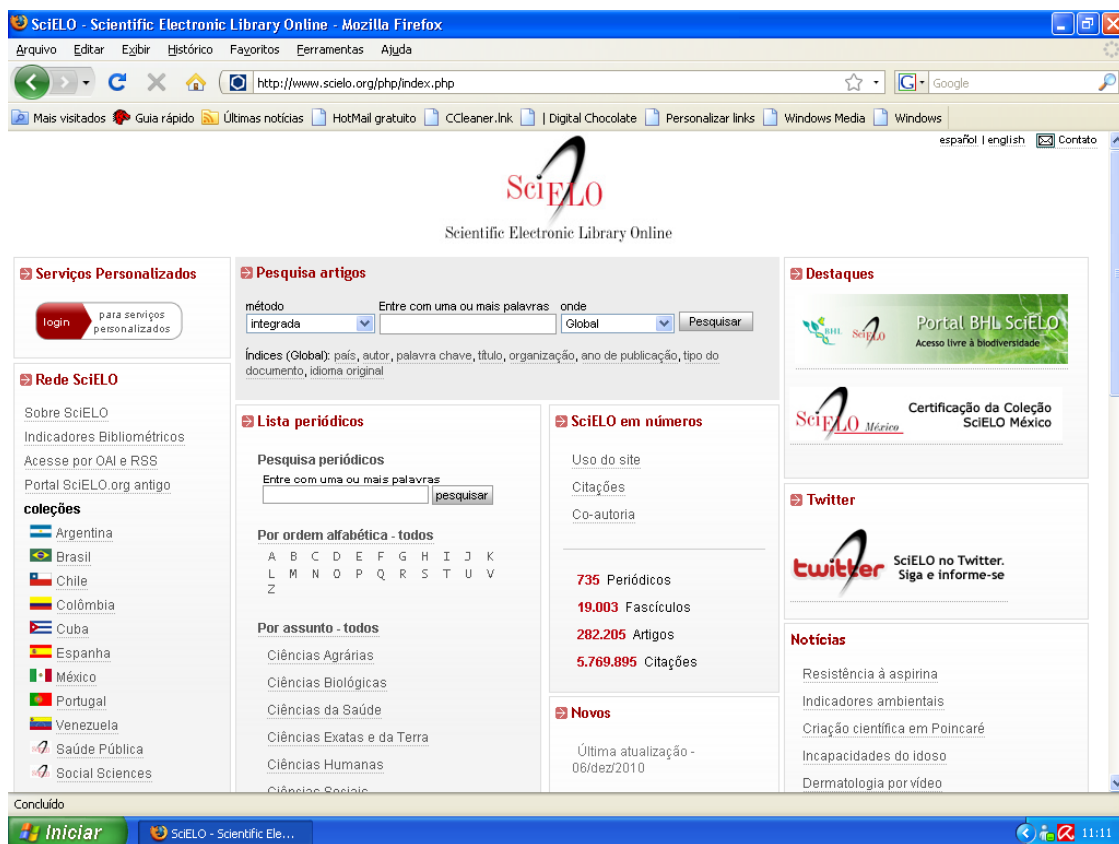 SciELO - Scientific Electronic Library Online - Mozilla Firefox
Arquivo Editar Exibir Histórico Favoritos Ferramentas Ajuda
http://www.scielo.org/php/index.php
Google
Mais visitados Guia rápido Últimas notícias HotMail gratuito CCleaner.lnk | Digital Chocolate Personalizar links Windows Media Windows
español | english Contato
SciELO
Scientific Electronic Library Online
Serviços Personalizados
login
para serviços
personalizados
Rede SciELO
Sobre SciELO
Indicadores Bibliométricos
Acesse por OAI e RSS
Portal SciELO.org antigo
coleções
Argentina
Brasil
Chile
Colômbia
Cuba
Espanha
México
Portugal
Venezuela
Saúde Pública
Social Sciences
Pesquisa artigos
método Entre com uma ou mais palavras onde
integrada Global Pesquisar
Índices (Global): país, autor, palavra chave, título, organização, ano de publicação, tipo do
documento, idioma original
Lista periódicos
Pesquisa periódicos
Entre com uma ou mais palavras
pesquisar
Por ordem alfabética - todos
A B C D E F G H I J K
L M N O P Q R S T U V
Z
Por assunto - todos
Ciências Agrárias
Ciências Biológicas
Ciências da Saúde
Ciências Exatas e da Terra
Ciências Humanas
Ciências Sociais
SciELO em números
Uso do site
Citações
Co-autoria
735 Periódicos
19.003 Fascículos
282.205 Artigos
5.769.895 Citações
Novos
Última atualização -
06/dez/2010
Destaques
BHL SciELO Portal BHL SciELO
Acesso livre à biodiversidade
SciELO México
Certificação da Coleção
SciELO México
Twitter
twitter
SciELO no Twitter.
Siga e informe-se
Notícias
Resistência à aspirina
Indicadores ambientais
Criação científica em Poincaré
Incapacidades do idoso
Dermatologia por vídeo
Concluído
Iniciar SciELO - Scientific Ele... 11:11